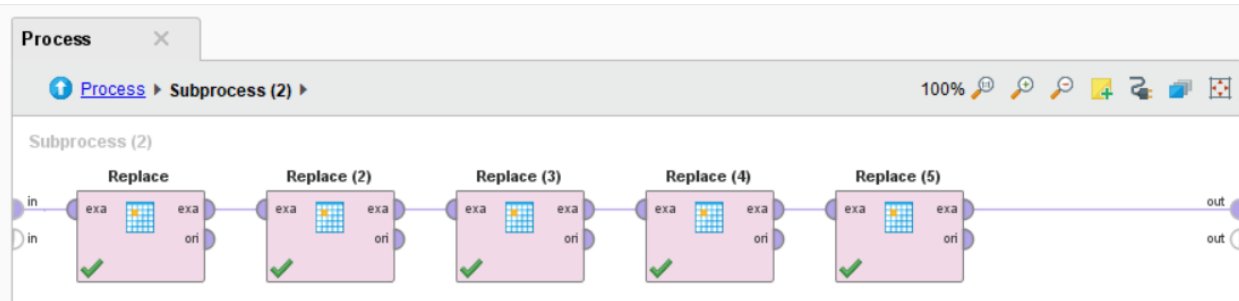 Process
Process Subprocess (2)
100%
Subprocess (2)
Replace Replace (2) Replace (3) Replace (4) Replace (5)
in exa exa exa exa exa exa exa exa exa exa out
in ori ori ori ori ori out